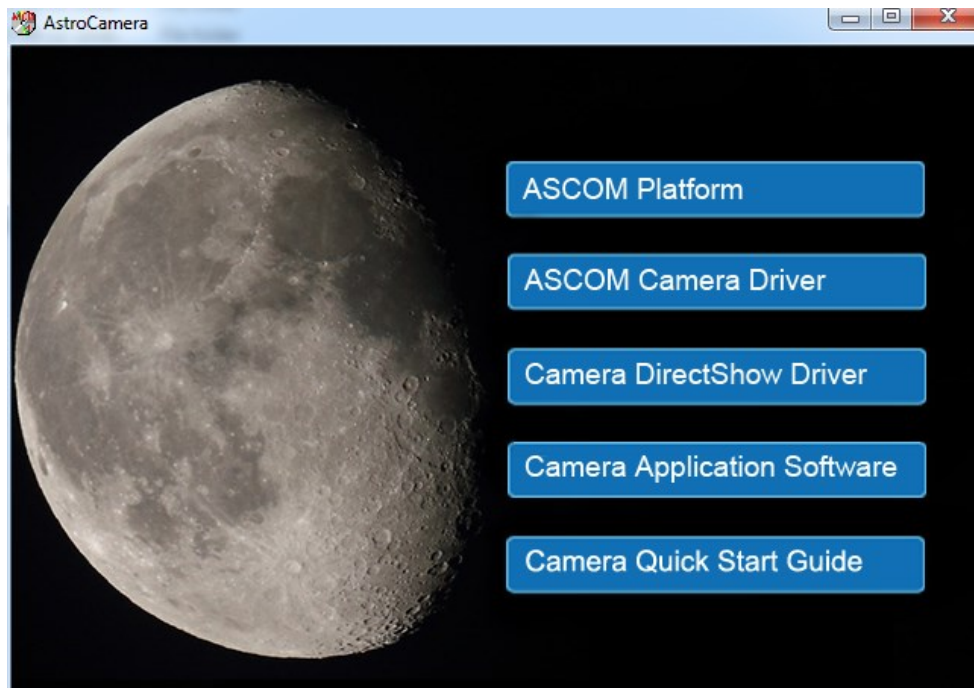 AstroCamera
ASCOM Platform
ASCOM Camera Driver
Camera DirectShow Driver
Camera Application Software
Camera Quick Start Guide